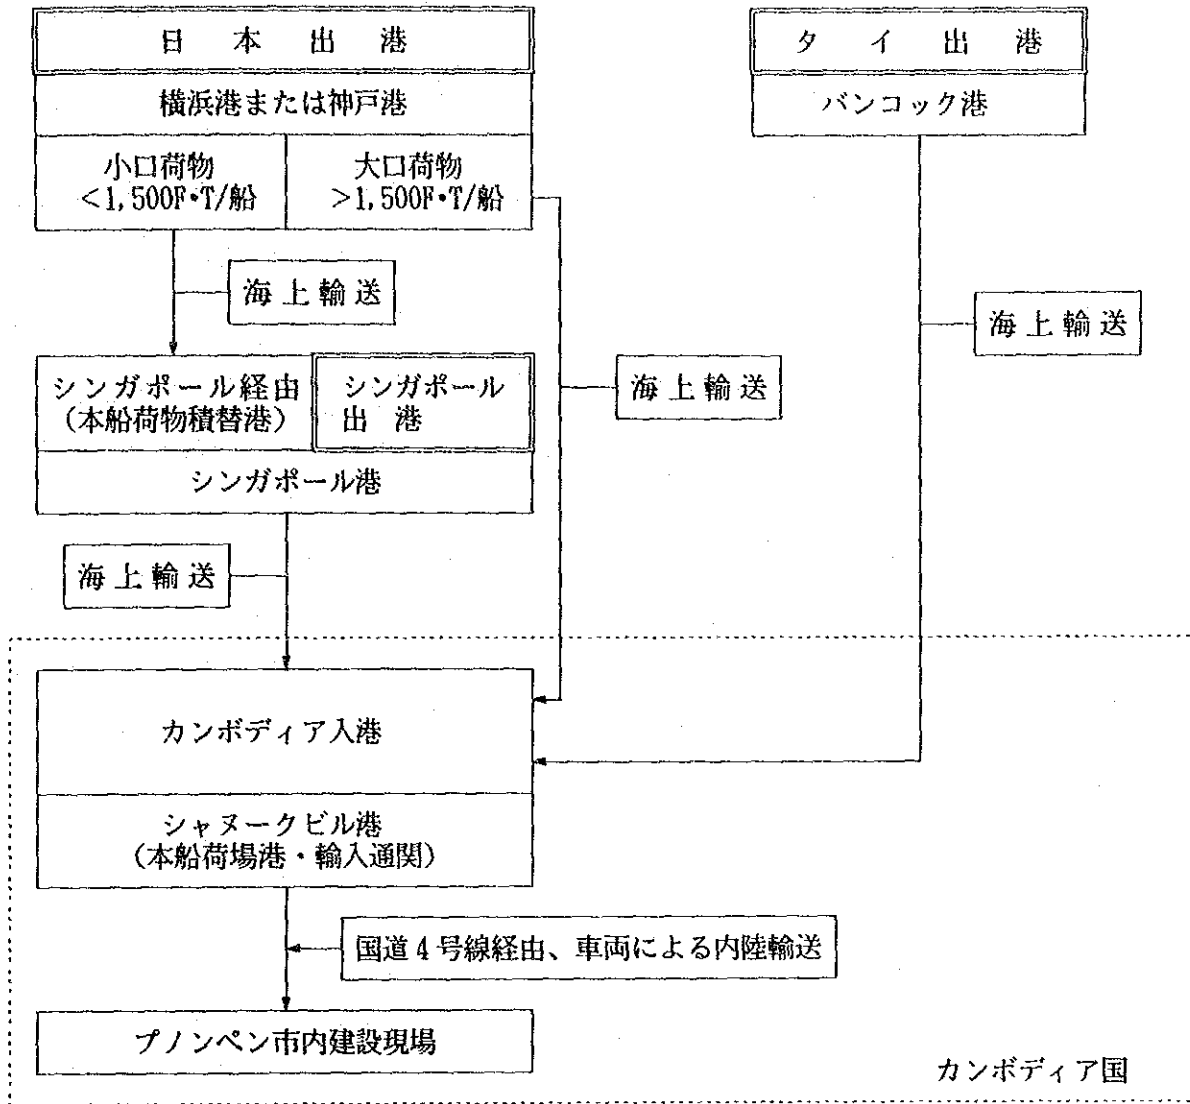 日本出港
横浜港または神戸港
小口荷物
<1,500F・T/船
大口荷物
>1,500F・T/船
タイ出港
バンコック港
海上輸送
海上輸送
海上輸送
シンガポール経由
（本船荷物積替港）
シンガポール
出港
シンガポール港
海上輸送
カンボディア入港
シャヌークビル港
（本船荷場港・輸入通関）
国道4号線経由、車両による内陸輸送
プノンペン市内建設現場
カンボディア国